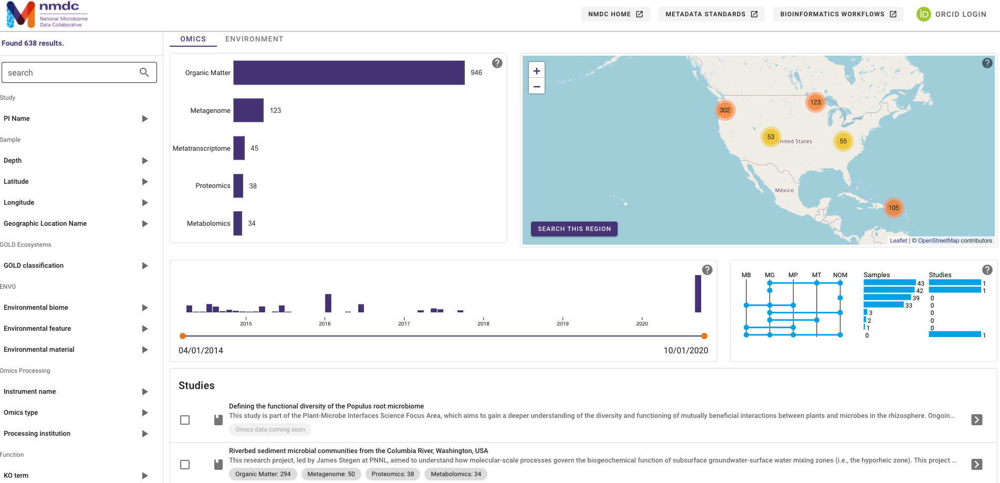 nmdc
National Microbiome
Data Collaborative
NMDC HOME
METADATA STANDARDS
BIOINFORMATICS WORKFLOWS
iD ORCID LOGIN
Found 638 results.
search
Study
PI Name
Sample
Depth
Latitude
Longitude
Geographic Location Name
GOLD Ecosystems
GOLD classification
ENVO
Environmental biome
Environmental feature
Environmental material
Omics Processing
Instrument name
Omics type
Processing institution
Function
KO term
OMICS ENVIRONMENT
?
Organic Matter 946
Metagenome 123
Metatranscriptome 45
Proteomics 38
Metabolomics 34
+
−
?
302
123
53
55
United States
México
105
SEARCH THIS REGION
Leaflet | © OpenStreetMap contributors
?
2015 2016 2017 2018 2019 2020
04/01/2014 10/01/2020
?
MB MG MP MT NOM Samples Studies
43 1
42 1
39 0
33 0
3 0
2 0
1 0
0 1
Studies
Defining the functional diversity of the Populus root microbiome
This study is part of the Plant-Microbe Interfaces Science Focus Area, which aims to gain a deeper understanding of the diversity and functioning of mutually beneficial interactions between plants and microbes in the rhizosphere. Ongoin...
Omics data coming soon
Riverbed sediment microbial communities from the Columbia River, Washington, USA
This research project, led by James Stegen at PNNL, aimed to understand how molecular-scale processes govern the biogeochemical function of subsurface groundwater-surface water mixing zones (i.e., the hyporheic zone). This project ...
Organic Matter: 294 Metagenome: 50 Proteomics: 38 Metabolomics: 34